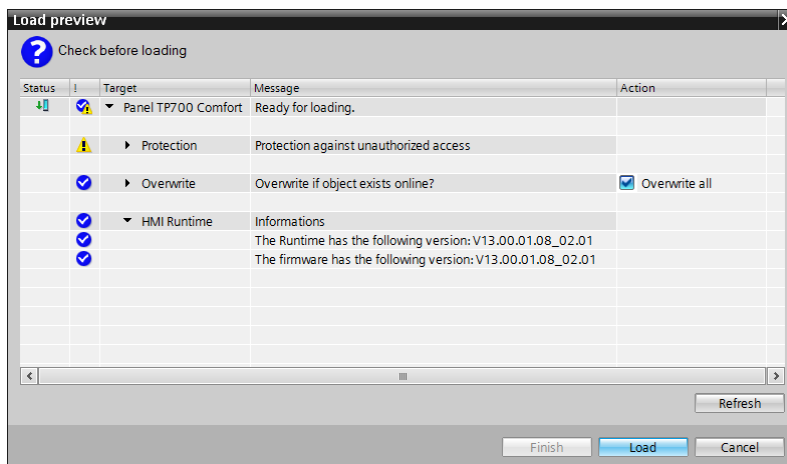 Load preview
Check before loading
Status ! Target Message Action
Panel TP700 Comfort Ready for loading.
Protection Protection against unauthorized access
Overwrite Overwrite if object exists online? Overwrite all
HMI Runtime Informations
The Runtime has the following version: V13.00.01.08_02.01
The firmware has the following version: V13.00.01.08_02.01
Refresh
Finish Load Cancel